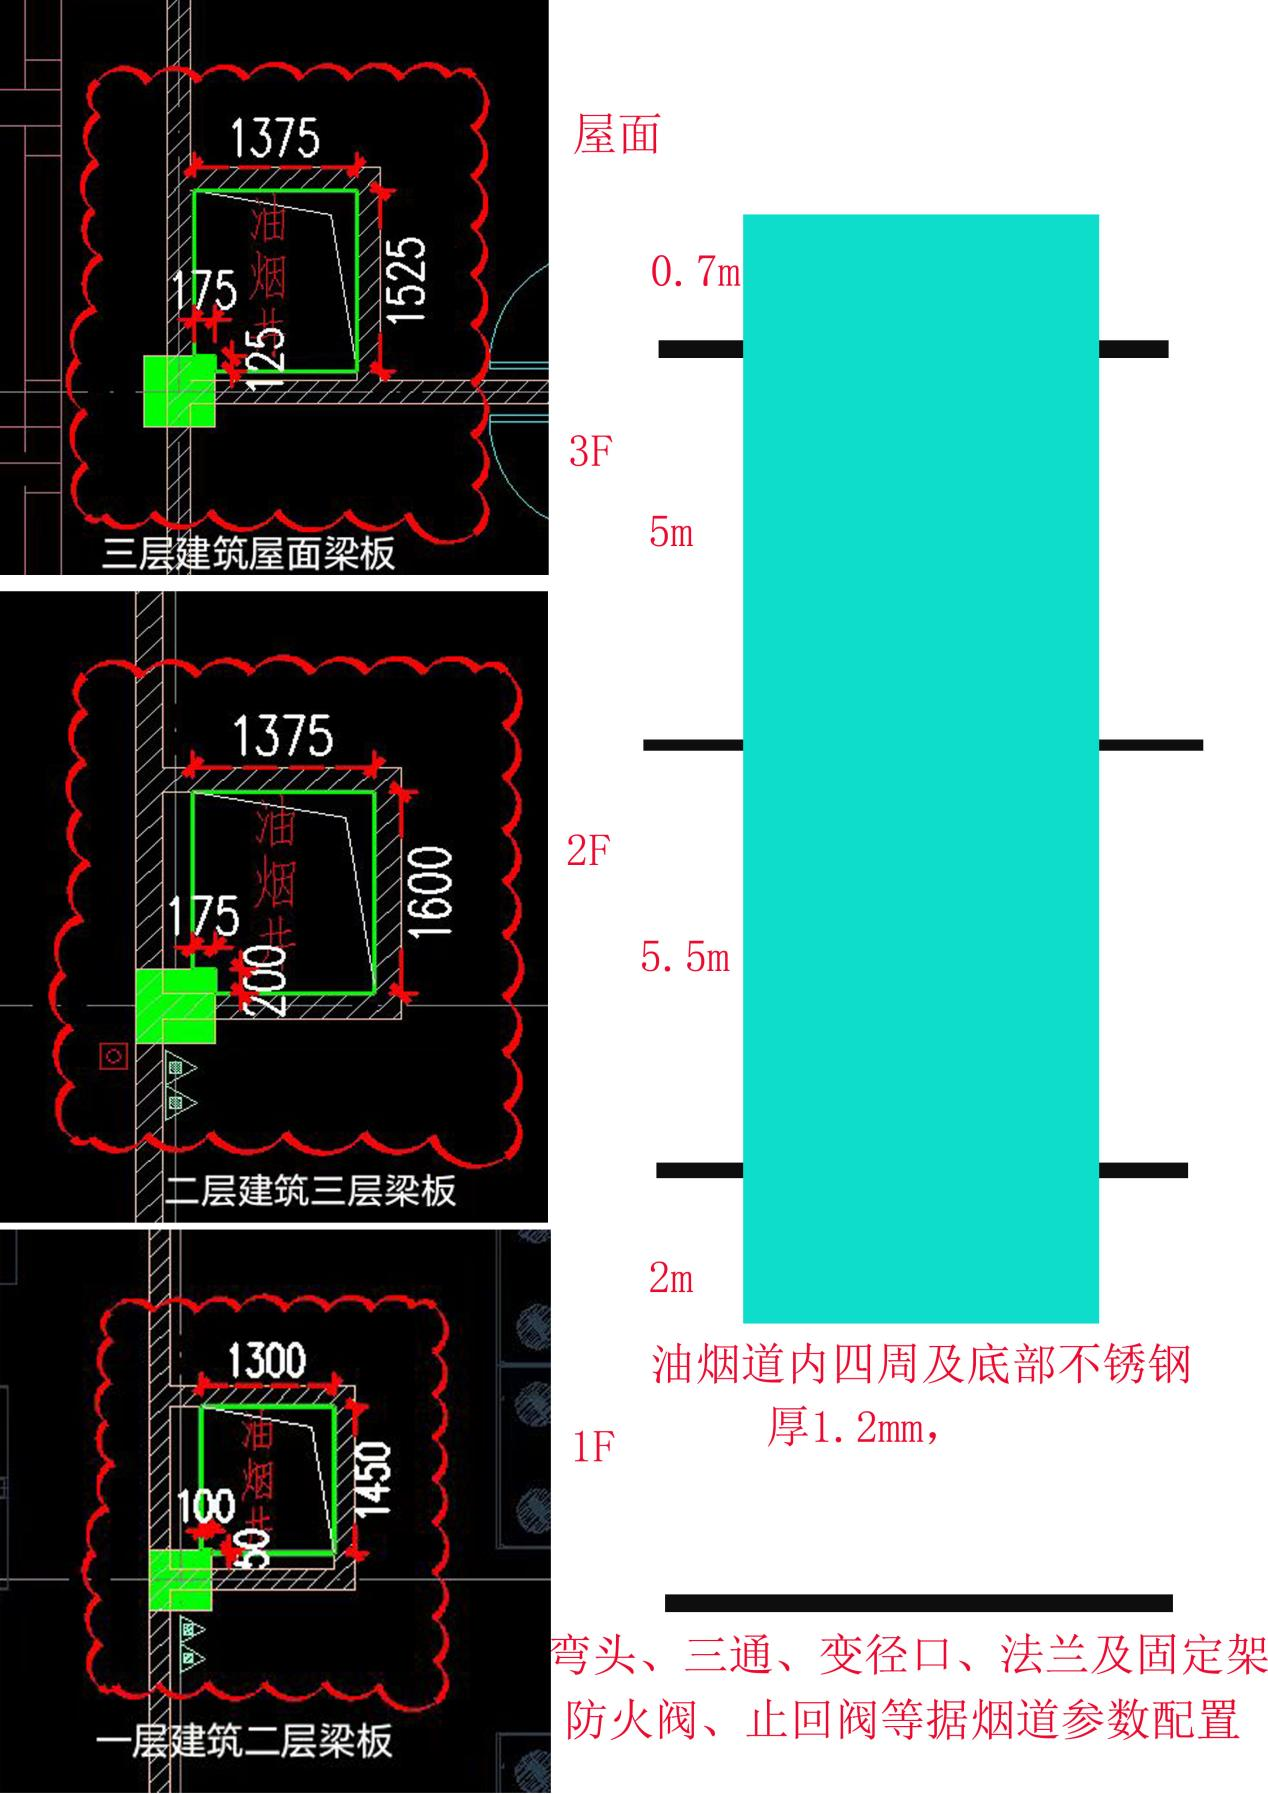 1375
油
烟
井
1525
175
125
三层建筑屋面梁板
1375
油
烟
井
1600
175
200
二层建筑三层梁板
1300
油
烟
井
1450
100
50
一层建筑二层梁板
屋面
0.7m
3F
5m
2F
5.5m
2m
油烟道内四周及底部不锈钢
厚1.2mm，
1F
弯头、三通、变径口、法兰及固定架
防火阀、止回阀等据烟道参数配置